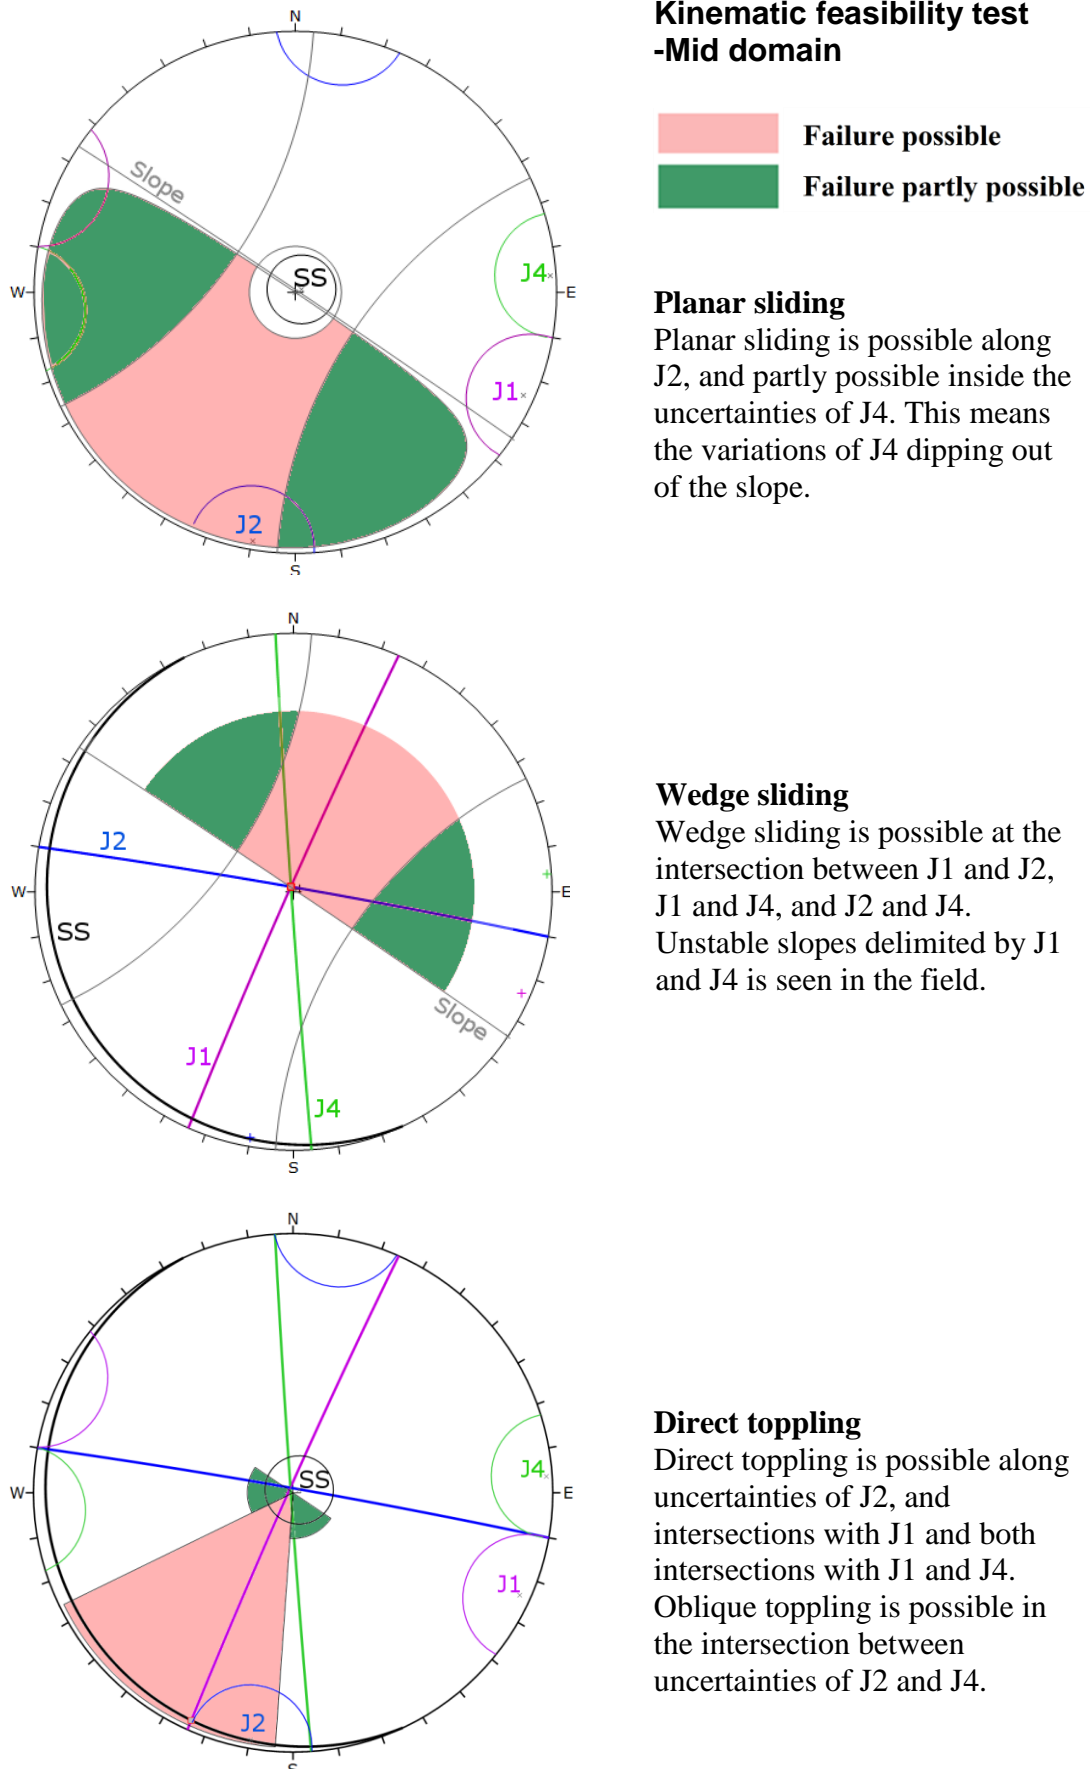 Kinematic feasibility test
-Mid domain
Failure possible
Failure partly possible
N
Slope
SS
J4
W
E
J1
J2
S
Planar sliding
Planar sliding is possible along
J2, and partly possible inside the
uncertainties of J4. This means
the variations of J4 dipping out
of the slope.
N
J2
W
E
SS
Slope
J1
J4
S
Wedge sliding
Wedge sliding is possible at the
intersection between J1 and J2,
J1 and J4, and J2 and J4.
Unstable slopes delimited by J1
and J4 is seen in the field.
N
SS
J4
W
E
J1
J2
S
Direct toppling
Direct toppling is possible along
uncertainties of J2, and
intersections with J1 and both
intersections with J1 and J4.
Oblique toppling is possible in
the intersection between
uncertainties of J2 and J4.